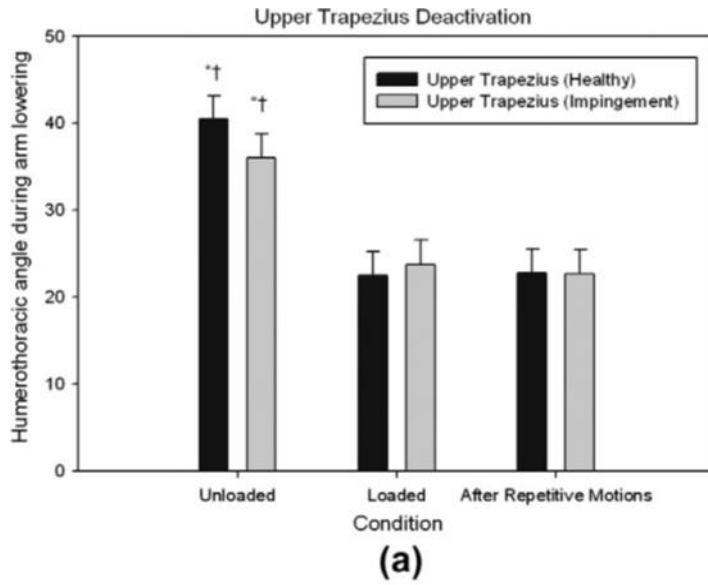 Upper Trapezius Deactivation
Humerothoracic angle during arm lowering
50
40
30
20
10
0
*†
*†
Upper Trapezius (Healthy)
Upper Trapezius (Impingement)
Unloaded
Loaded
After Repetitive Motions
Condition
(a)